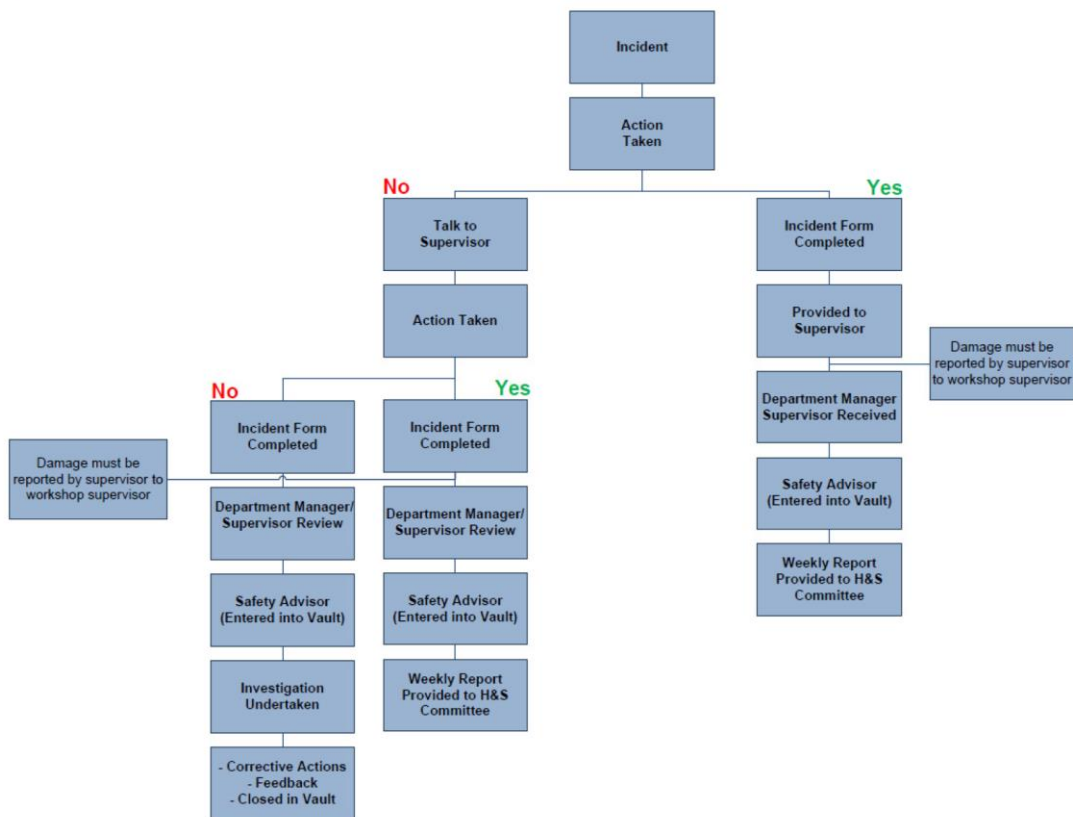 Incident
Action
Taken
No
Yes
Talk to
Supervisor
Incident Form
Completed
Action Taken
Provided to
Supervisor
Damage must be
reported by supervisor
to workshop supervisor
Department Manager
Supervisor Received
No
Yes
Incident Form
Completed
Incident Form
Completed
Damage must be
reported by supervisor to
workshop supervisor
Safety Advisor
(Entered into Vault)
Department Manager/
Supervisor Review
Department Manager/
Supervisor Review
Weekly Report
Provided to H&S
Committee
Safety Advisor
(Entered into Vault)
Safety Advisor
(Entered into Vault)
Investigation
Undertaken
Weekly Report
Provided to H&S
Committee
- Corrective Actions
- Feedback
- Closed in Vault